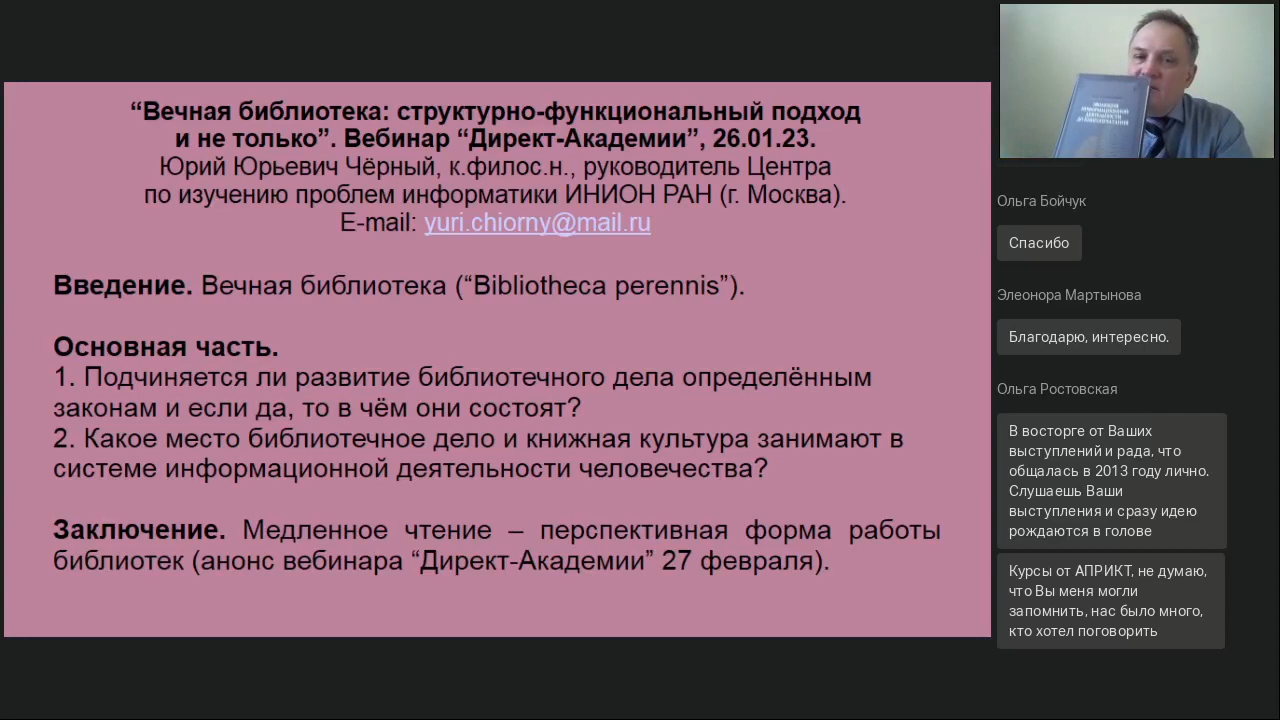 “Вечная библиотека: структурно-функциональный подход
и не только”. Вебинар “Директ-Академии”, 26.01.23.
Юрий Юрьевич Чёрный, к.филос.н., руководитель Центра
по изучению проблем информатики ИНИОН РАН (г. Москва).
E-mail: yuri.chiorny@mail.ru
Введение. Вечная библиотека (“Bibliotheca perennis”).
Основная часть.
1. Подчиняется ли развитие библиотечного дела определённым
законам и если да, то в чём они состоят?
2. Какое место библиотечное дело и книжная культура занимают в
системе информационной деятельности человечества?
Заключение. Медленное чтение – перспективная форма работы
библиотек (анонс вебинара “Директ-Академии” 27 февраля).
ЭВОЛЮЦИЯ
ИНФОРМАЦИОННОЙ
ДЕЯТЕЛЬНОСТИ
Ольга Бойчук
Спасибо
Элеонора Мартынова
Благодарю, интересно.
Ольга Ростовская
В восторге от Ваших
выступлений и рада, что
общалась в 2013 году лично.
Слушаешь Ваши
выступления и сразу идею
рождаются в голове
Курсы от АПРИКТ, не думаю,
что Вы меня могли
запомнить, нас было много,
кто хотел поговорить